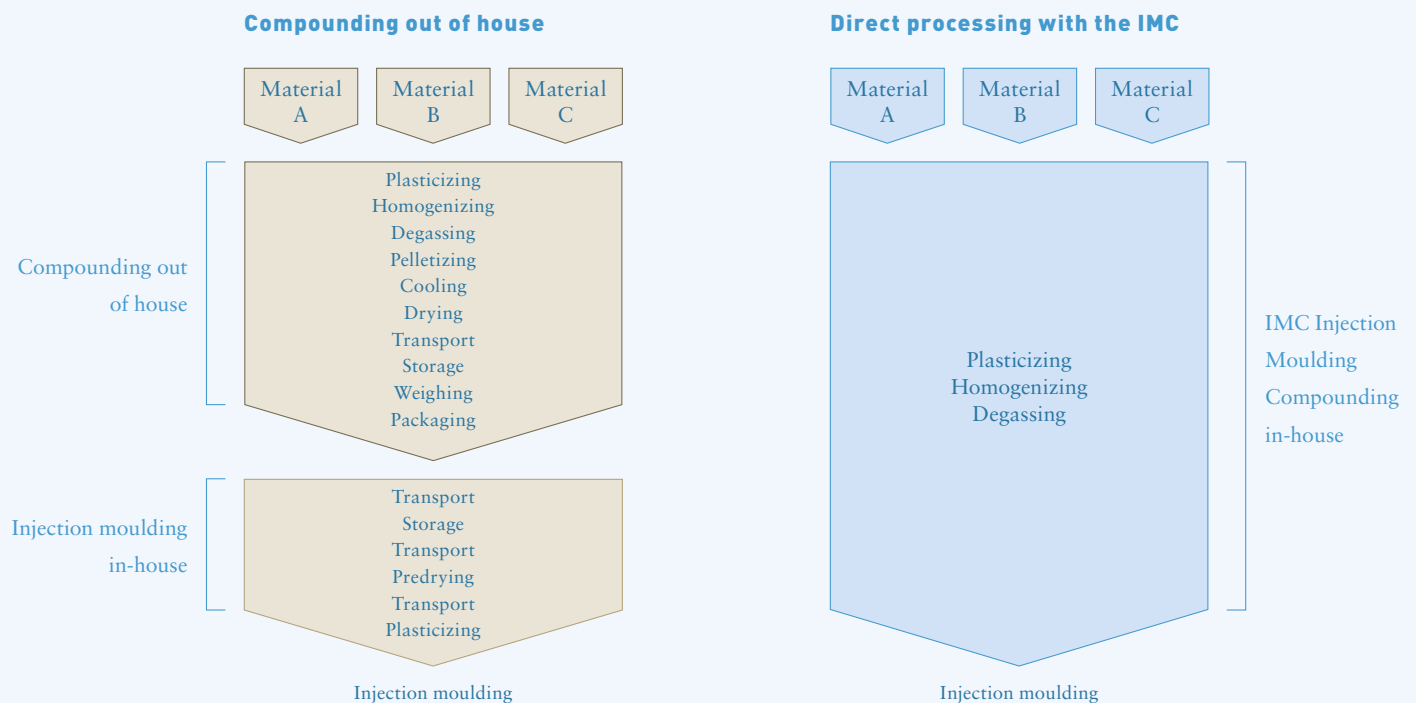 Compounding out of house
Material
A
Material
B
Material
C
Compounding out
of house
Plasticizing
Homogenizing
Degassing
Pelletizing
Cooling
Drying
Transport
Storage
Weighing
Packaging
Injection moulding
in-house
Transport
Storage
Transport
Predrying
Transport
Plasticizing
Injection moulding
Direct processing with the IMC
Material
A
Material
B
Material
C
Plasticizing
Homogenizing
Degassing
IMC Injection
Moulding
Compounding
in-house
Injection moulding